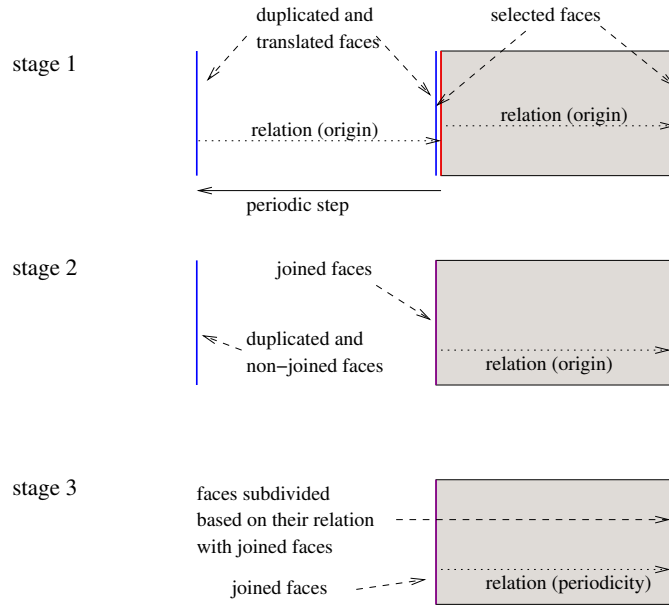 duplicated and
translated faces
selected faces
stage 1
relation (origin)
relation (origin)
periodic step
stage 2
joined faces
duplicated and
non−joined faces
relation (origin)
stage 3
faces subdivided
based on their relation
with joined faces
joined faces
relation (periodicity)